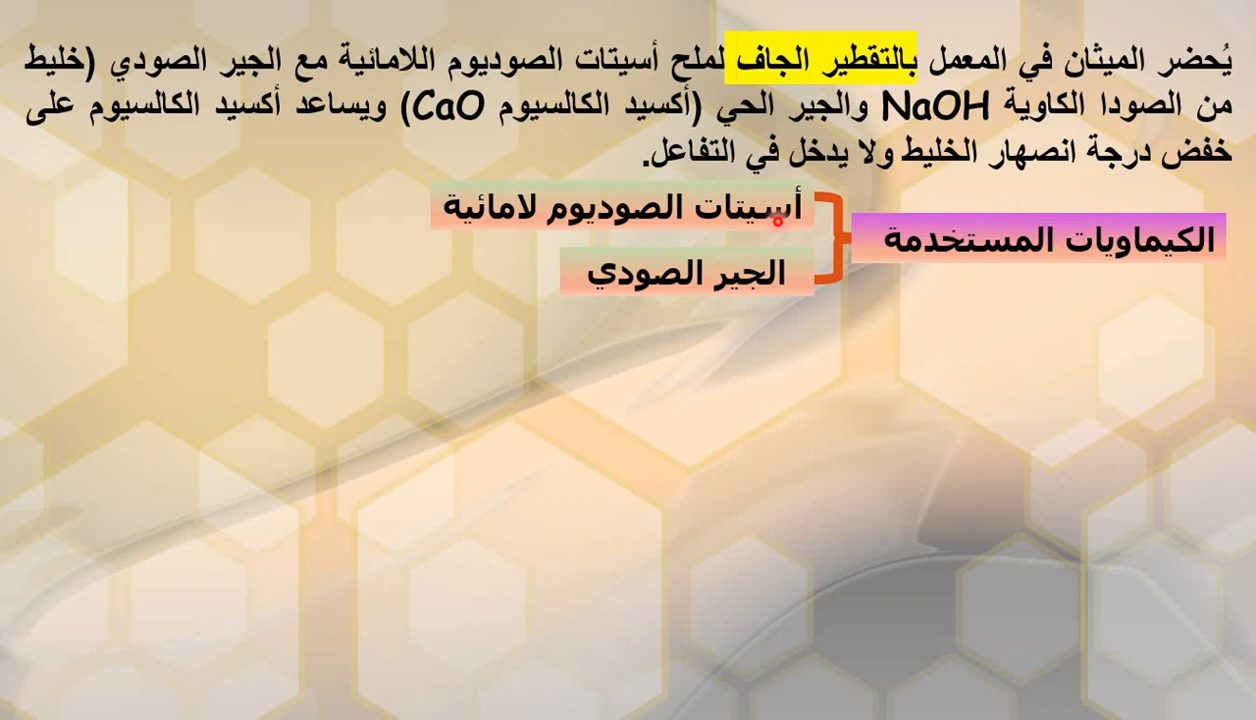 يُحضر الميثان في المعمل بالتقطير الجاف لملح أسيتات الصوديوم اللامائية مع الجير الصودي (خليط
من الصودا الكاوية NaOH والجير الحي (أكسيد الكالسيوم CaO) ويساعد أكسيد الكالسيوم على
خفض درجة انصهار الخليط ولا يدخل في التفاعل.
الكيماويات المستخدمة
أسيتات الصوديوم لامائية
الجير الصودي